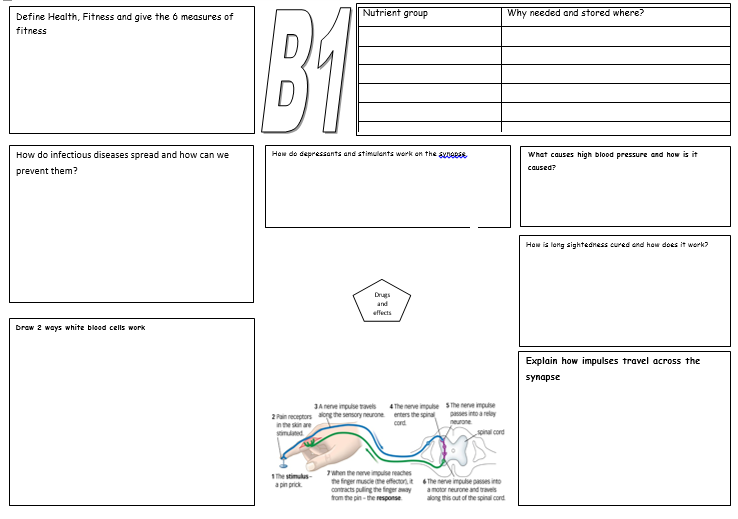 Define Health, Fitness and give the 6 measures of
fitness
B1
Nutrient group
Why needed and stored where?
How do infectious diseases spread and how can we
prevent them?
How do depressants and stimulants work on the synapse
What causes high blood pressure and how is it
caused?
How is long sightedness cured and how does it work?
Drugs
and
effects
Draw 2 ways white blood cells work
Explain how impulses travel across the
synapse
3 A nerve impulse travels
along the sensory neurone.
4 The nerve impulse
enters the spinal
cord.
5 The nerve impulse
passes into a relay
neurone.
2 Pain receptors
in the skin are
stimulated.
spinal cord
1 The stimulus –
a pin prick.
7 When the nerve impulse reaches
the finger muscle (the effector), it
contracts pulling the finger away
from the pin – the response.
6 The nerve impulse passes into
a motor neurone and travels
along this out of the spinal cord.